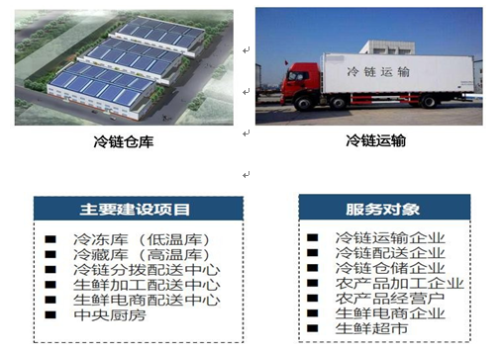 冷链运输
冷链仓库
冷链运输
主要建设项目
■ 冷冻库（低温库）
■ 冷藏库（高温库）
■ 冷链分拨配送中心
■ 生鲜加工配送中心
■ 生鲜电商配送中心
■ 中央厨房
服务对象
■ 冷链运输企业
■ 冷链配送企业
■ 冷链仓储企业
■ 农产品加工企业
■ 农产品经营户
■ 生鲜电商企业
■ 生鲜超市